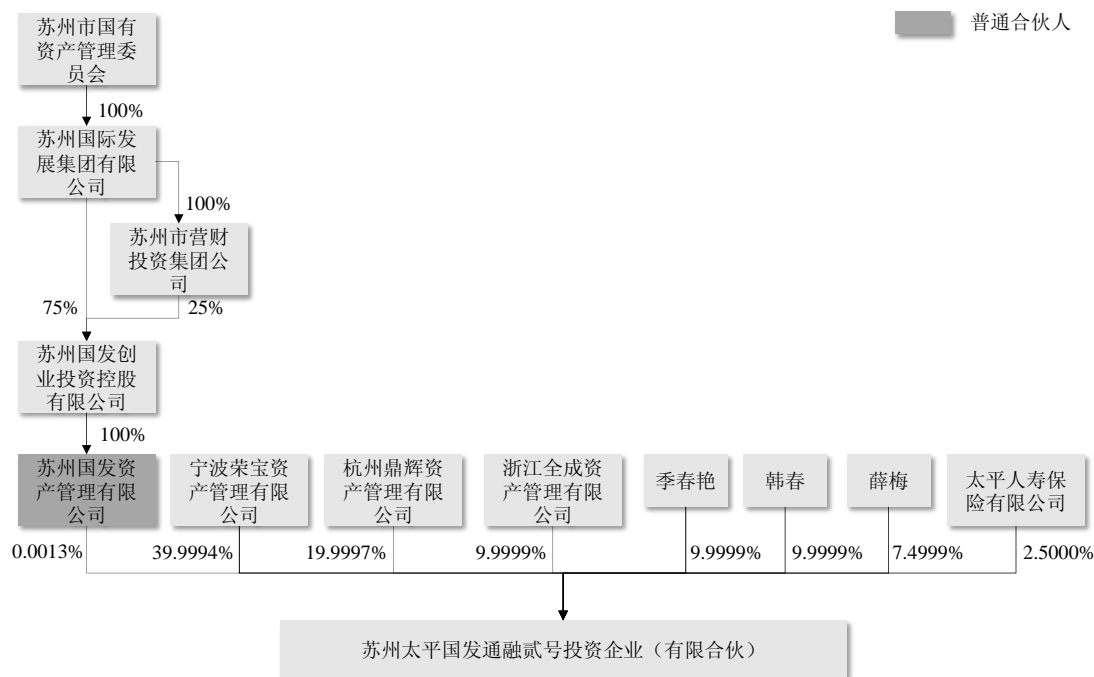 苏州市国有
资产管理委
员会
普通合伙人
100%
苏州国际发
展集团有限
公司
100%
苏州市营财
投资集团公
司
75%
25%
苏州国发创
业投资控股
有限公司
100%
苏州国发资
产管理有限
公司
宁波荣宝资
产管理有限
公司
杭州鼎辉资
产管理有限
公司
浙江全成资
产管理有限
公司
季春艳
韩春
薛梅
太平人寿保
险有限公司
0.0013%
39.9994%
19.9997%
9.9999%
9.9999%
9.9999%
7.4999%
2.5000%
苏州太平国发通融贰号投资企业（有限合伙）